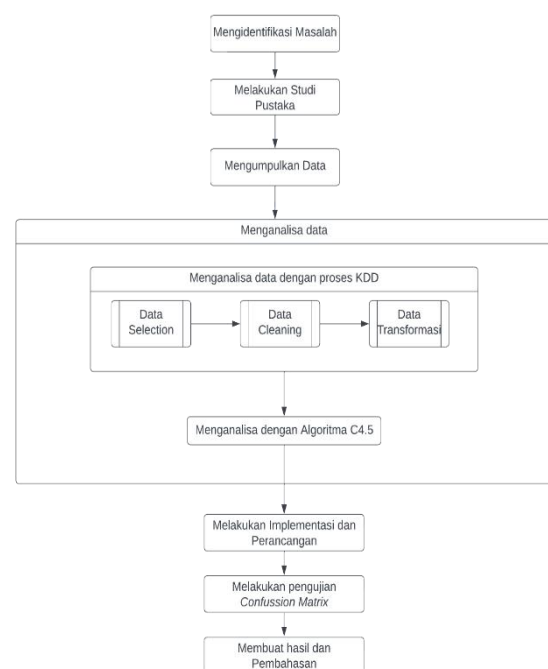 Mengidentifikasi Masalah
Melakukan Studi
Pustaka
Mengumpulkan Data
Menganalisa data
Menganalisa data dengan proses KDD
Data
Selection
Data
Cleaning
Data
Transformasi
Menganalisa dengan Algoritma C4.5
Melakukan Implementasi dan
Perancangan
Melakukan pengujian
Confussion Matrix
Membuat hasil dan
Pembahasan